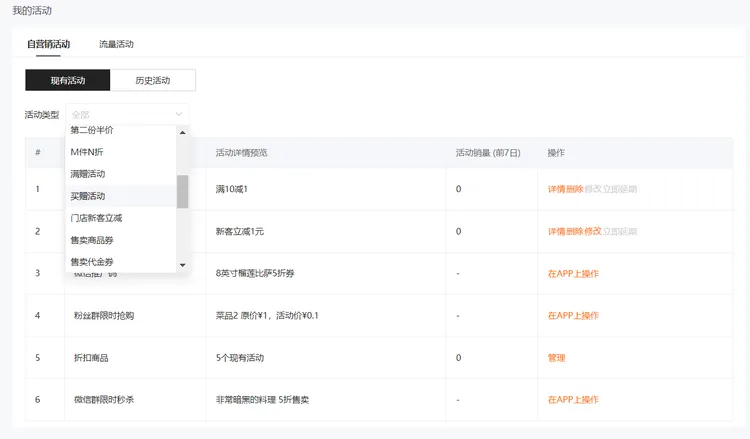 我的活动
自营销活动 流量活动
现有活动 历史活动
活动类型 全部
第二份半价
M件N折
满赠活动
买赠活动
门店新客立减
售卖商品券
售卖代金券
# 活动详情预览 活动销量 (前7日) 操作
1 满10减1 0 详情 删除 修改 立即延期
2 新客立减1元 0 详情 删除 修改 立即延期
3 微信推广码 8英寸榴莲比萨5折券 - 在APP上操作
4 粉丝群限时抢购 菜品2 原价¥1，活动价¥0.1 - 在APP上操作
5 折扣商品 5个现有活动 0 管理
6 微信群限时秒杀 非常暗黑的料理 5折售卖 - 在APP上操作